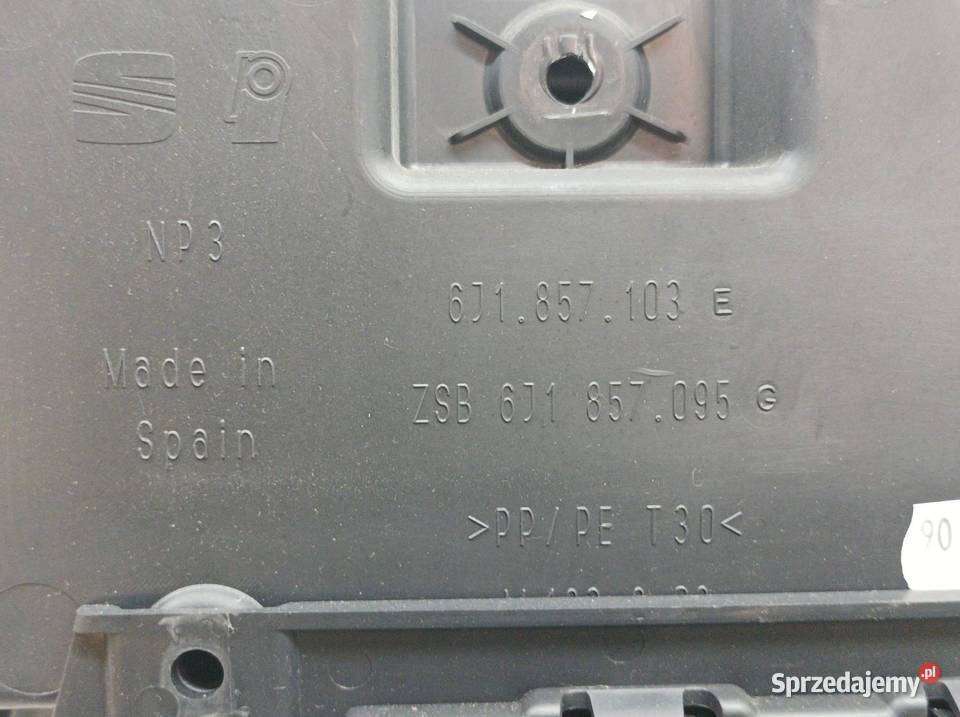 NP3
6J1.857.103 E
Made in
Spain
ZSB 6J1 857.095 G
>PP/PE T30<
90
Sprzedajemy.pl